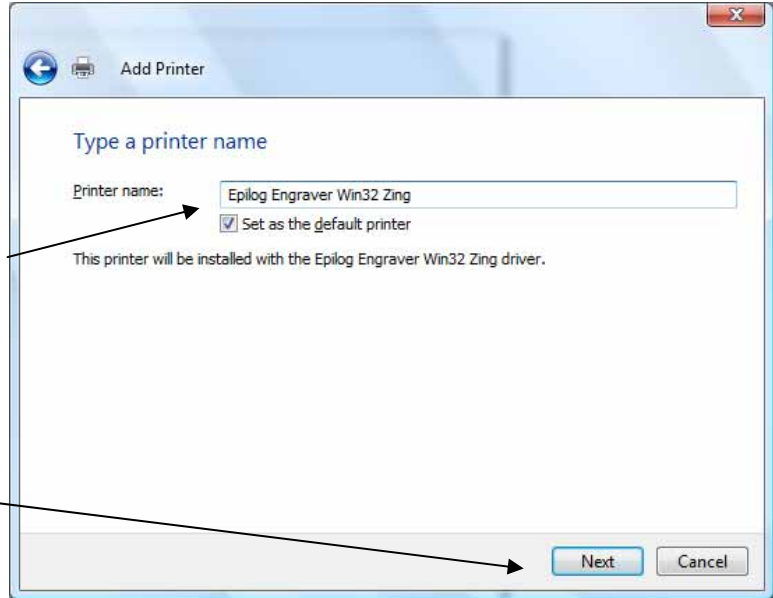 Add Printer
Type a printer name
Printer name: Epilog Engraver Win32 Zing
Set as the default printer
This printer will be installed with the Epilog Engraver Win32 Zing driver.
Next Cancel